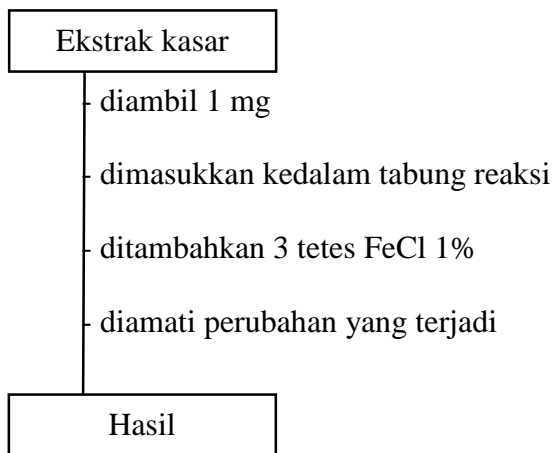 Ekstrak kasar
- diambil 1 mg
- dimasukkan kedalam tabung reaksi
- ditambahkan 3 tetes FeCl 1%
- diamati perubahan yang terjadi
Hasil